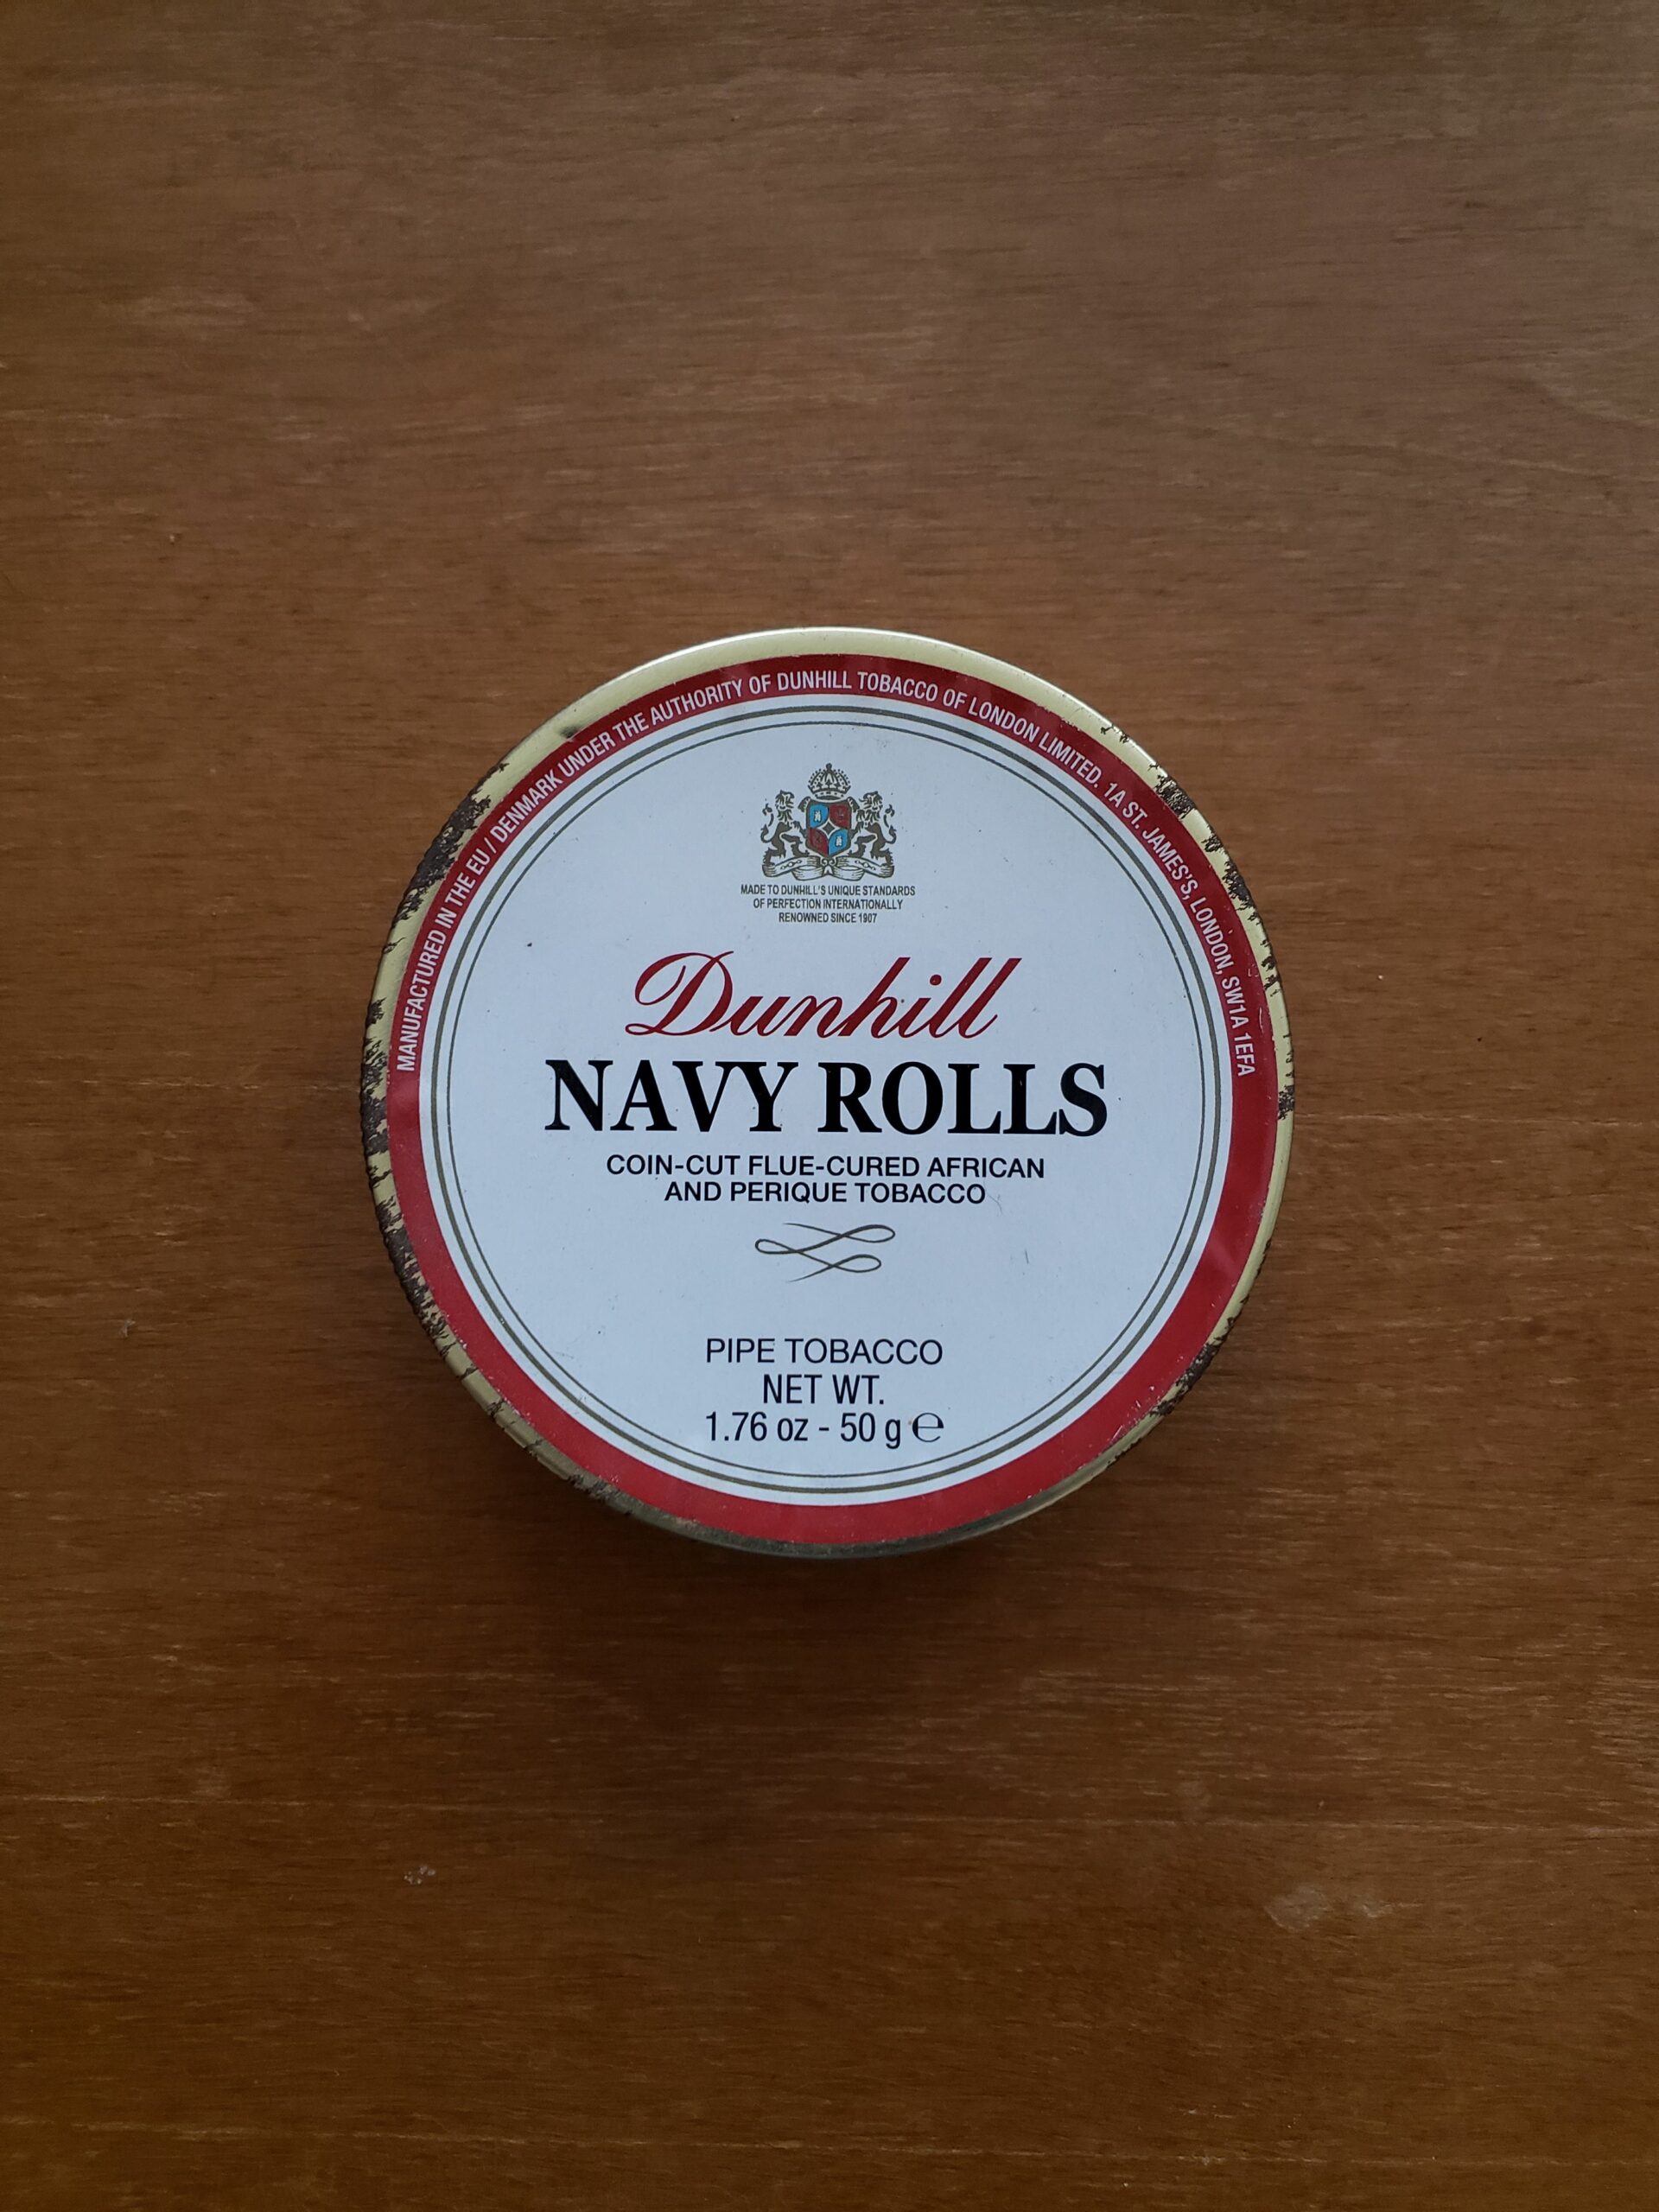 MANUFACTURED IN THE EU / DENMARK UNDER THE AUTHORITY OF DUNHILL TOBACCO OF LONDON LIMITED. 1A ST. JAMES'S, LONDON, SW1A 1EFA
MADE TO DUNHILL'S UNIQUE STANDARDS
OF PERFECTION INTERNATIONALLY
RENOWNED SINCE 1907
Dunhill
NAVY ROLLS
COIN-CUT FLUE-CURED AFRICAN
AND PERIQUE TOBACCO
PIPE TOBACCO
NET WT.
1.76 oz - 50 g ℮